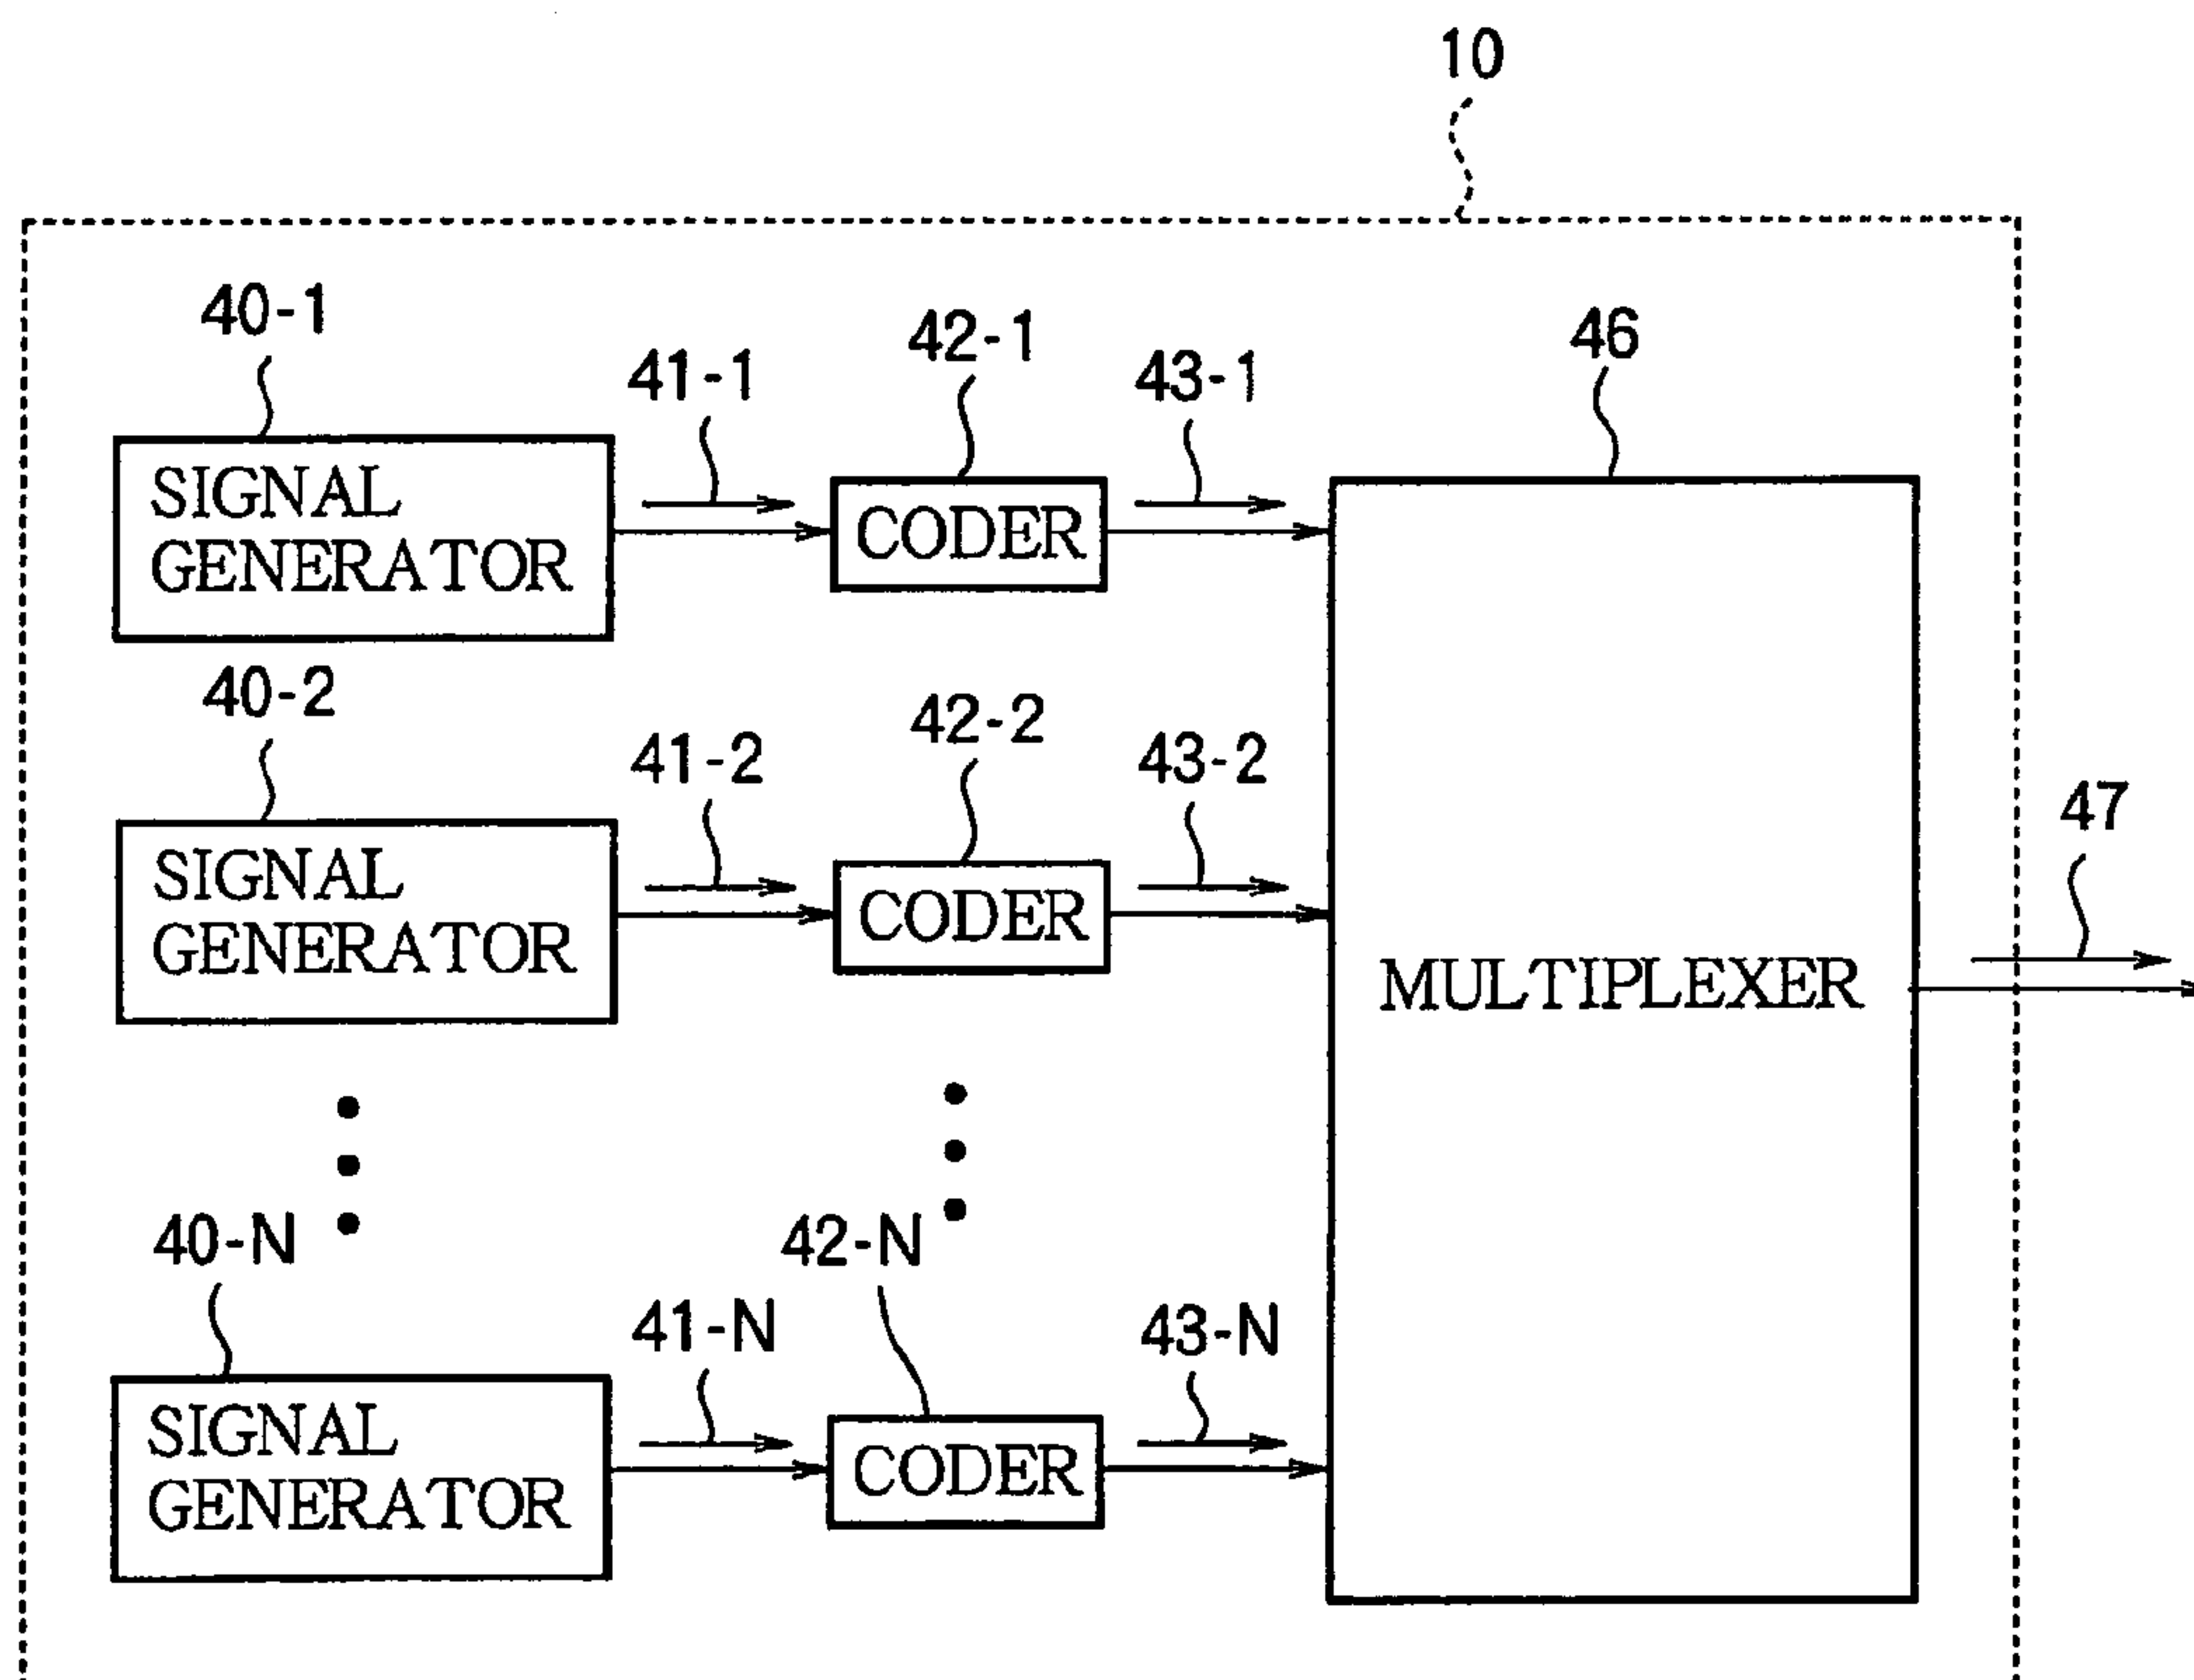 10
40-1
42-1
46
41-1
43-1
SIGNAL
GENERATOR
CODER
40-2
42-2
41-2
43-2
47
SIGNAL
GENERATOR
CODER
MULTIPLEXER
40-N
42-N
41-N
43-N
SIGNAL
GENERATOR
CODER